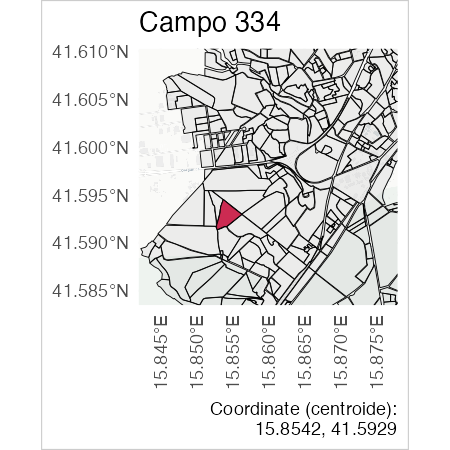 Campo 334
41.610°N
41.605°N
41.600°N
41.595°N
41.590°N
41.585°N
15.845°E
15.850°E
15.855°E
15.860°E
15.865°E
15.870°E
15.875°E
Coordinate (centroide):
15.8542, 41.5929